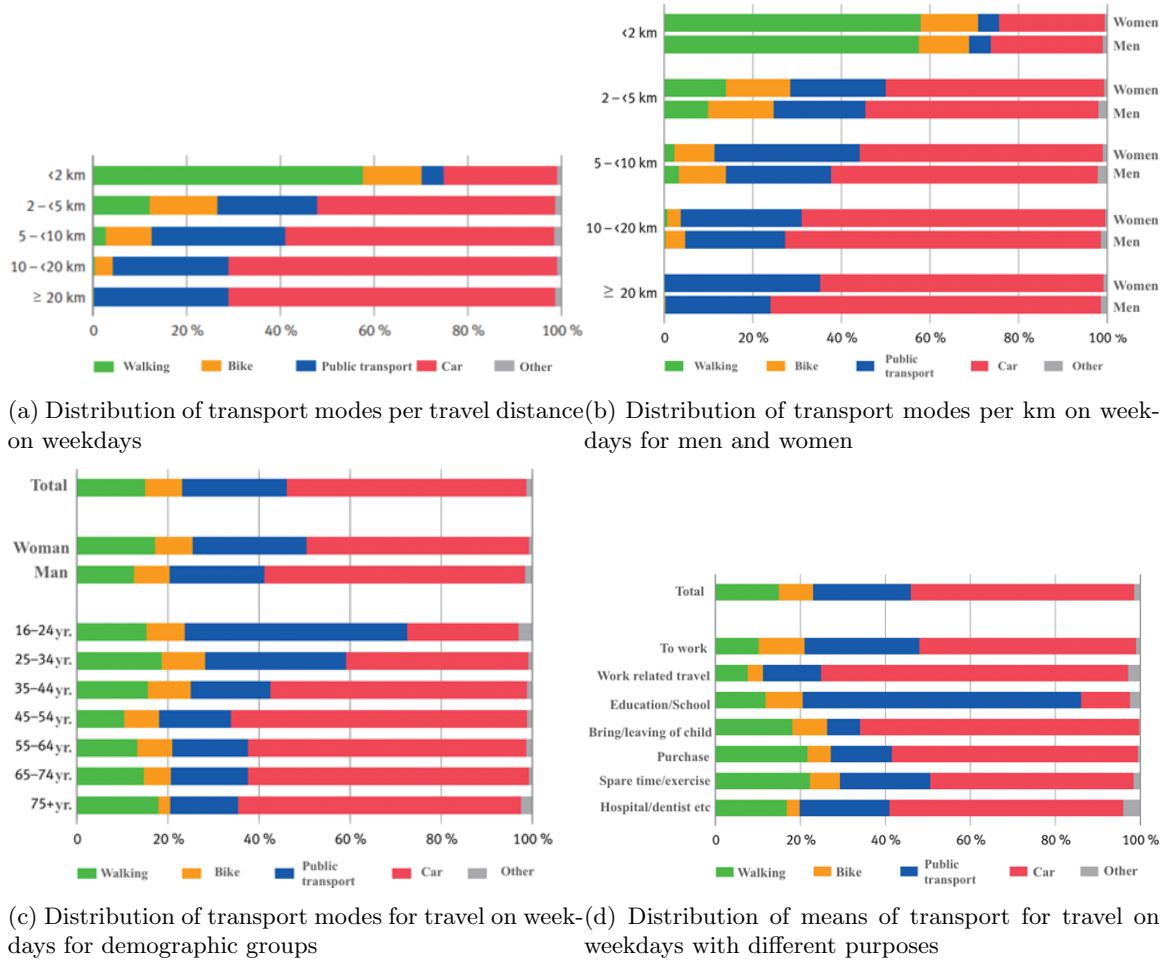 <2 km
2–<5 km
5–<10 km
10–<20 km
≥ 20 km
0 20 % 40 % 60 % 80 % 100 %
Walking Bike Public transport Car Other
(a) Distribution of transport modes per travel distance
on weekdays
<2 km
Women
Men
2–<5 km
Women
Men
5–<10 km
Women
Men
10–<20 km
Women
Men
≥ 20 km
Women
Men
0 20 % 40 % 60 % 80 % 100 %
Walking Bike Public transport Car Other
(b) Distribution of transport modes per km on week-
days for men and women
Total
Woman
Man
16–24 yr.
25–34 yr.
35–44 yr.
45–54 yr.
55–64 yr.
65–74 yr.
75+ yr.
0 20 % 40 % 60 % 80 % 100 %
Walking Bike Public transport Car Other
(c) Distribution of transport modes for travel on week-
days for demographic groups
Total
To work
Work related travel
Education/School
Bring/leaving of child
Purchase
Spare time/exercise
Hospital/dentist etc
0 20 % 40 % 60 % 80 % 100 %
Walking Bike Public transport Car Other
(d) Distribution of means of transport for travel on
weekdays with different purposes